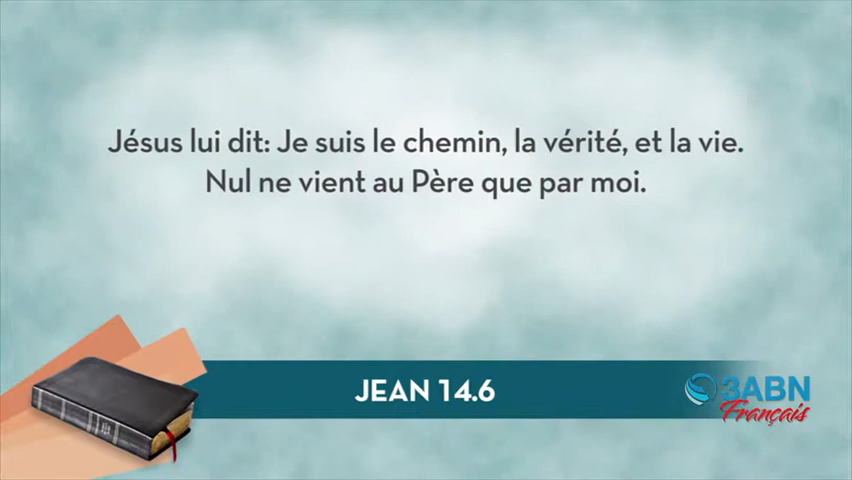 Jésus lui dit: Je suis le chemin, la vérité, et la vie.
Nul ne vient au Père que par moi.
JEAN 14.6
3ABN
Français